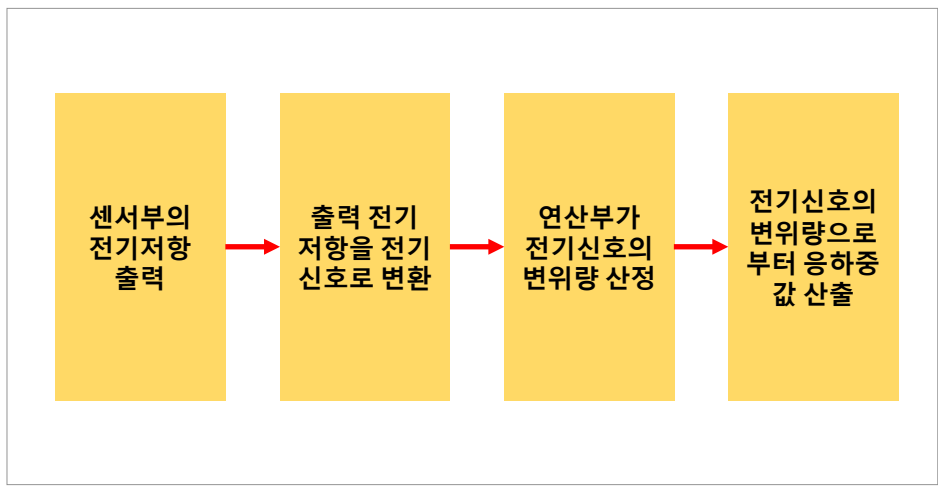 센서부의
전기저항
출력
출력 전기
저항을 전기
신호로 변환
연산부가
전기신호의
변위량 산정
전기신호의
변위량으로
부터 응하중
값 산출